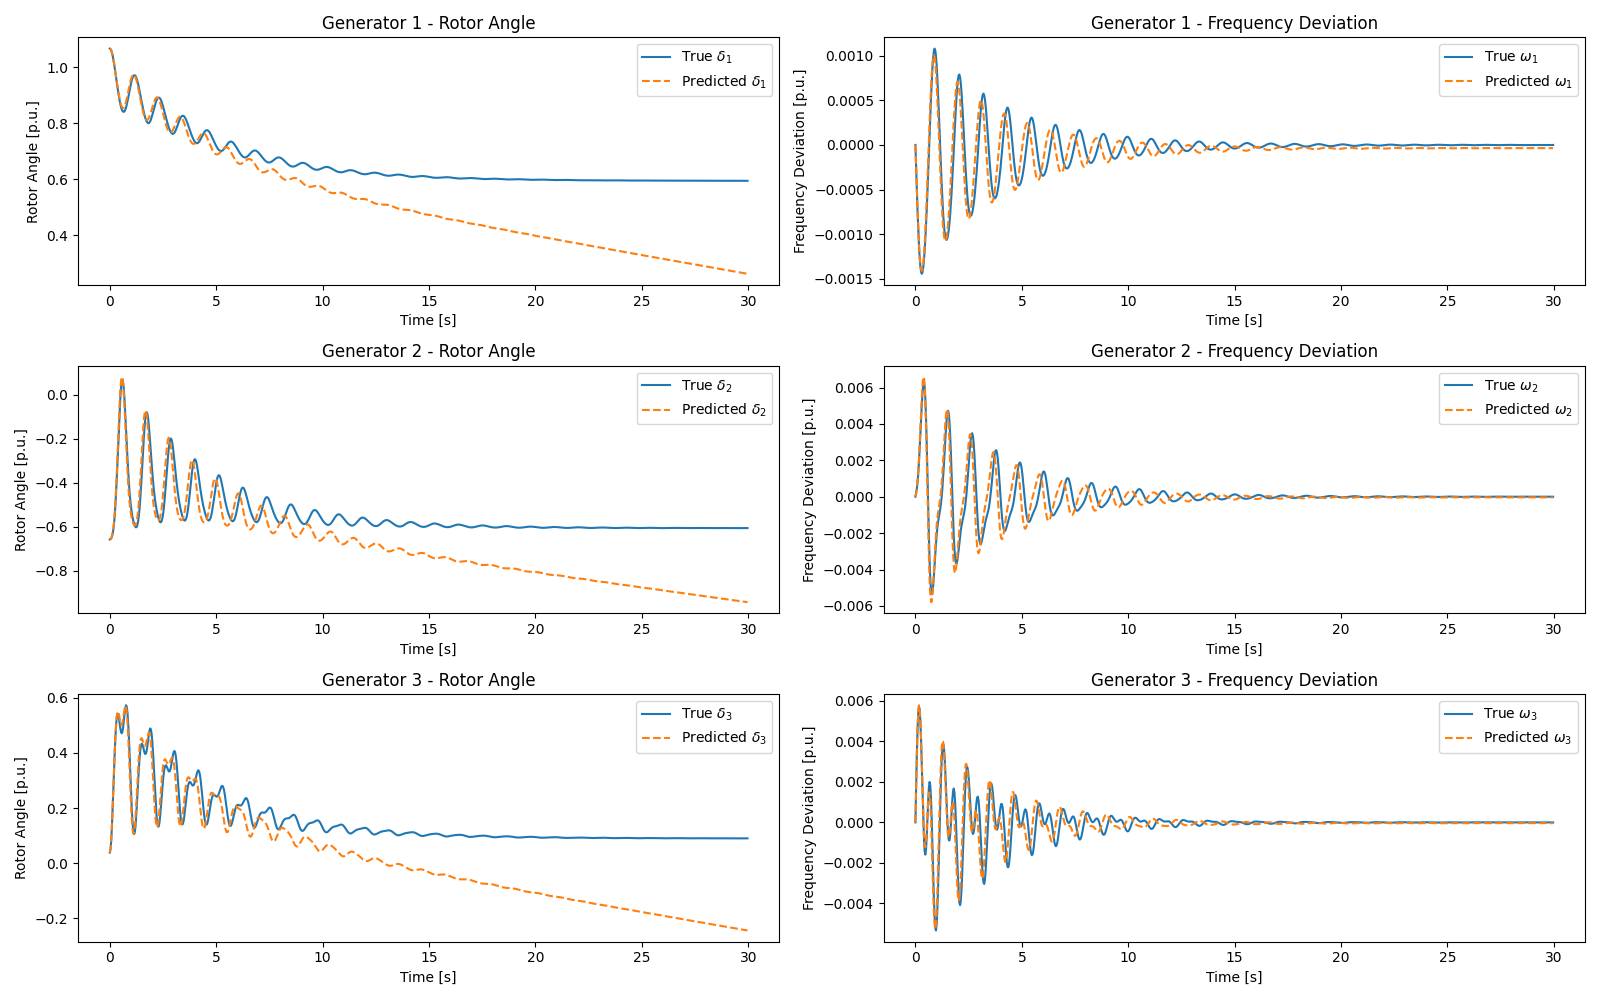 Generator 1 - Rotor Angle
Rotor Angle [p.u.]
1.0
0.8
0.6
0.4
True δ₁
Predicted δ₁
0 5 10 15 20 25 30
Time [s]
Generator 1 - Frequency Deviation
Frequency Deviation [p.u.]
0.0010
0.0005
0.0000
−0.0005
−0.0010
−0.0015
True ω₁
Predicted ω₁
0 5 10 15 20 25 30
Time [s]
Generator 2 - Rotor Angle
Rotor Angle [p.u.]
0.0
−0.2
−0.4
−0.6
−0.8
True δ₂
Predicted δ₂
0 5 10 15 20 25 30
Time [s]
Generator 2 - Frequency Deviation
Frequency Deviation [p.u.]
0.006
0.004
0.002
0.000
−0.002
−0.004
−0.006
True ω₂
Predicted ω₂
0 5 10 15 20 25 30
Time [s]
Generator 3 - Rotor Angle
Rotor Angle [p.u.]
0.6
0.4
0.2
0.0
−0.2
True δ₃
Predicted δ₃
0 5 10 15 20 25 30
Time [s]
Generator 3 - Frequency Deviation
Frequency Deviation [p.u.]
0.006
0.004
0.002
0.000
−0.002
−0.004
True ω₃
Predicted ω₃
0 5 10 15 20 25 30
Time [s]